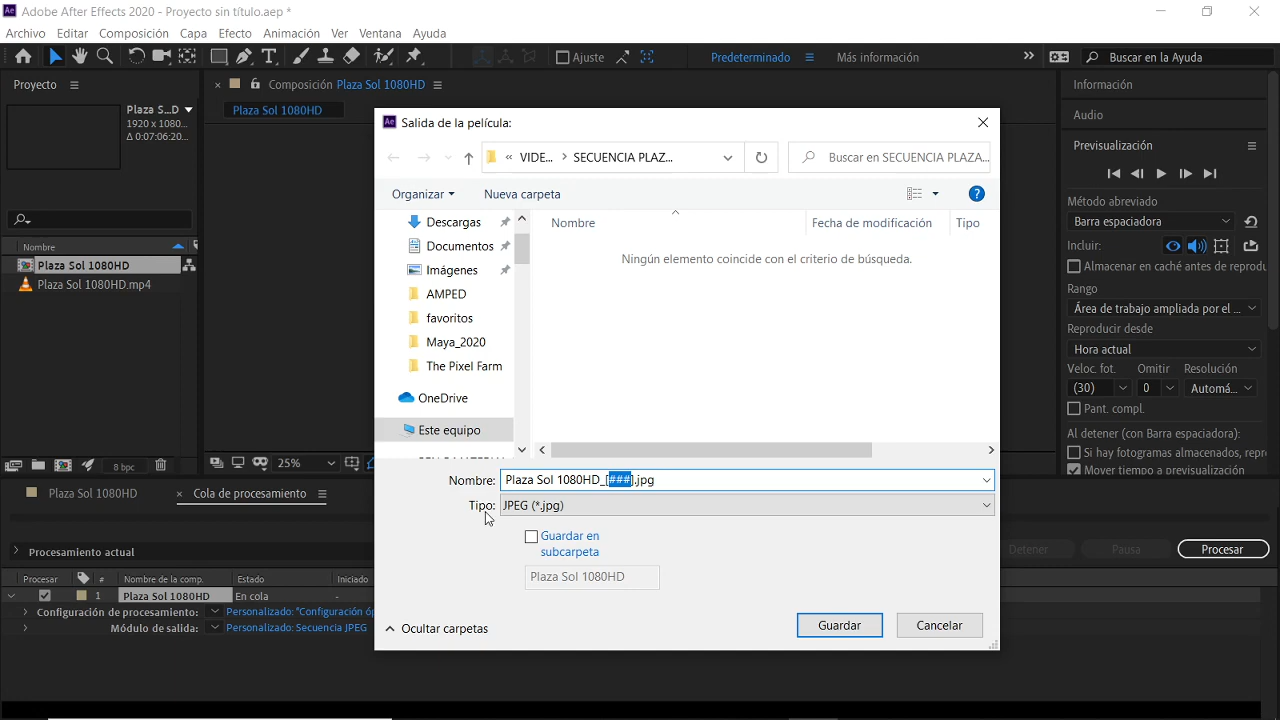 Adobe After Effects 2020 - Proyecto sin título.aep *
Archivo Editar Composición Capa Efecto Animación Ver Ventana Ayuda
Ajuste Predeterminado Más información Buscar en la Ayuda
Proyecto
Composición Plaza Sol 1080HD
Plaza Sol 1080HD
Plaza S...D
1920 x 1080...
Δ 0:07:06:20...
Nombre
Plaza Sol 1080HD
Plaza Sol 1080HD.mp4
8 bpc
25%
Salida de la película:
VIDE... SECUENCIA PLAZ...
Buscar en SECUENCIA PLAZA...
Organizar Nueva carpeta
Descargas
Documentos
Imágenes
AMPED
favoritos
Maya_2020
The Pixel Farm
OneDrive
Este equipo
Nombre Fecha de modificación Tipo
Ningún elemento coincide con el criterio de búsqueda.
Nombre: Plaza Sol 1080HD_[###].jpg
Tipo: JPEG (*.jpg)
Guardar en
subcarpeta
Plaza Sol 1080HD
Ocultar carpetas
Guardar Cancelar
Información
Audio
Previsualización
Método abreviado
Barra espaciadora
Incluir:
Almacenar en caché antes de reprodu
Rango
Área de trabajo ampliada por el ...
Reproducir desde
Hora actual
Veloc. fot. Omitir Resolución
(30) 0 Automá...
Pant. compl.
Al detener (con Barra espaciadora):
Si hay fotogramas almacenados, repro
Mover tiempo a previsualización
Plaza Sol 1080HD
Cola de procesamiento
Procesamiento actual
Detener Pausa Procesar
Procesar # Nombre de la comp. Estado Iniciado
1 Plaza Sol 1080HD En cola -
Configuración de procesamiento: Personalizado: "Configuración óp
Módulo de salida: Personalizado: Secuencia JPEG